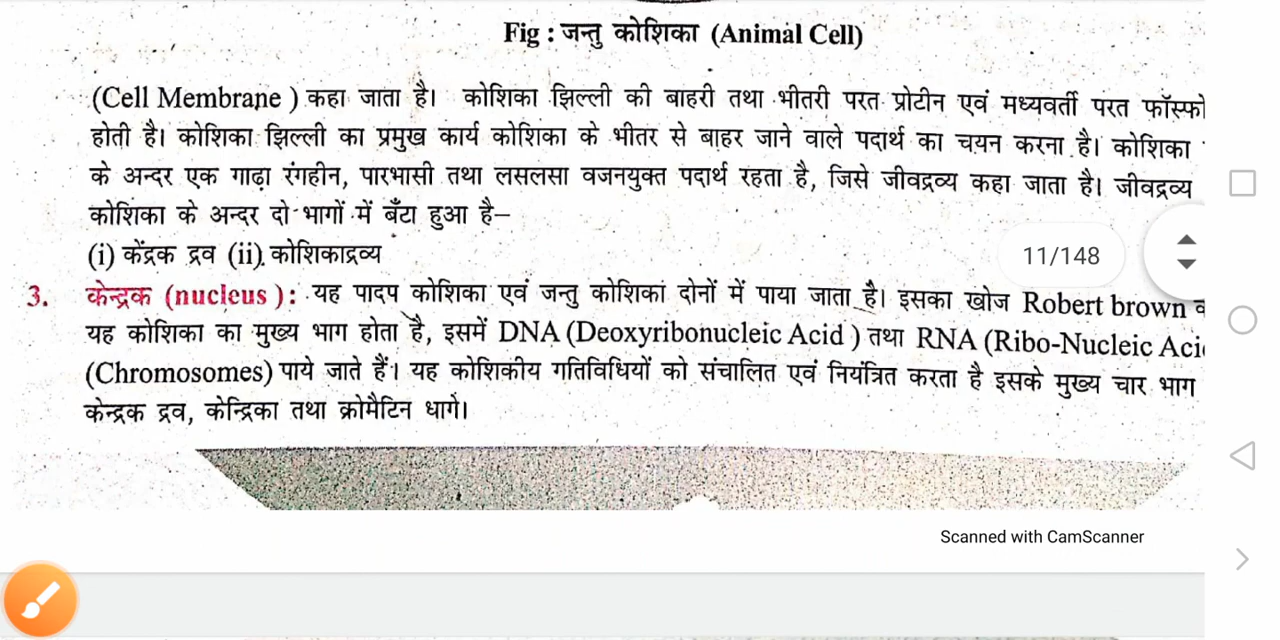 Fig : जन्तु कोशिका (Animal Cell)
(Cell Membrane ) कहा जाता है। कोशिका झिल्ली की बाहरी तथा भीतरी परत प्रोटीन एवं मध्यवर्ती परत फॉस्फो
होती है। कोशिका झिल्ली का प्रमुख कार्य कोशिका के भीतर से बाहर जाने वाले पदार्थ का चयन करना है। कोशिका
के अन्दर एक गाढ़ा रंगहीन, पारभासी तथा लसलसा वजनयुक्त पदार्थ रहता है, जिसे जीवद्रव्य कहा जाता है। जीवद्रव्य
कोशिका के अन्दर दो भागों में बँटा हुआ है–
(i) केंद्रक द्रव (ii) कोशिकाद्रव्य
11/148
3. केन्द्रक (nucleus ) : यह पादप कोशिका एवं जन्तु कोशिका दोनों में पाया जाता है। इसका खोज Robert brown
यह कोशिका का मुख्य भाग होता है, इसमें DNA (Deoxyribonucleic Acid ) तथा RNA (Ribo-Nucleic Aci
(Chromosomes) पाये जाते हैं। यह कोशिकीय गतिविधियों को संचालित एवं नियंत्रित करता है इसके मुख्य चार भाग
केन्द्रक द्रव, केन्द्रिका तथा क्रोमैटिन धागे।
Scanned with CamScanner